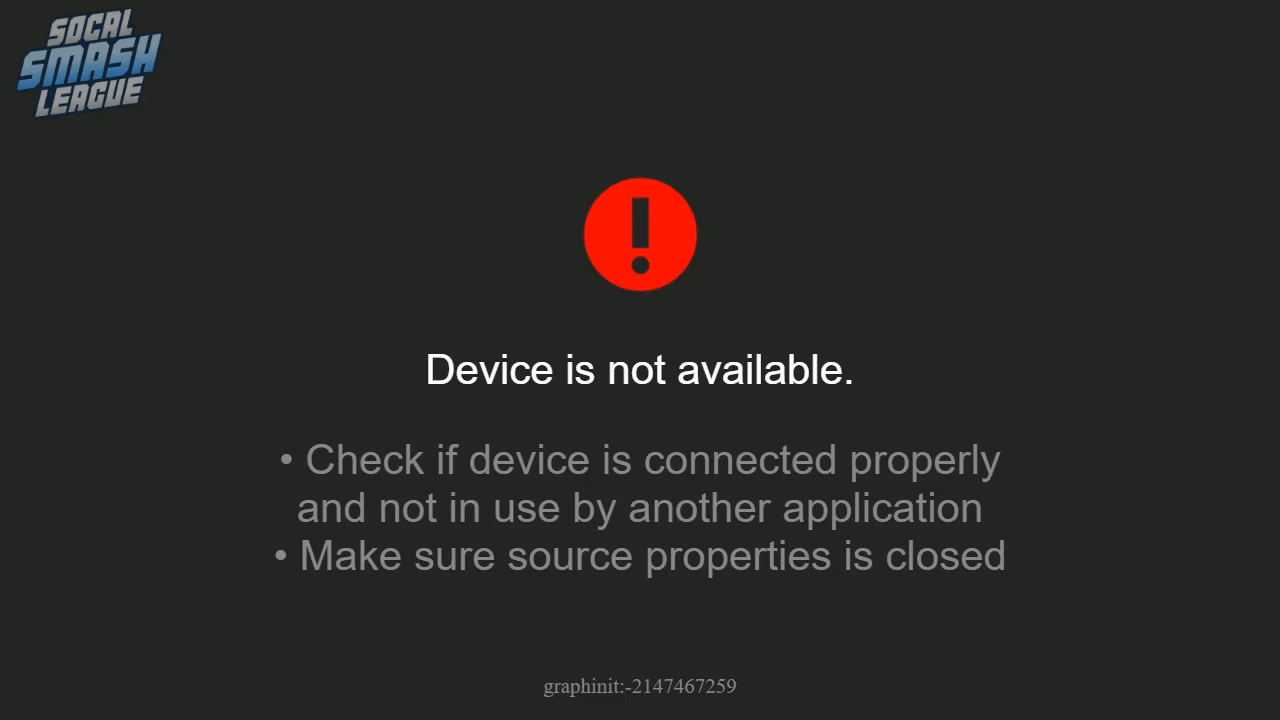 SOCAL
SMASH
LEAGUE
Device is not available.
• Check if device is connected properly
and not in use by another application
• Make sure source properties is closed
graphinit:-2147467259